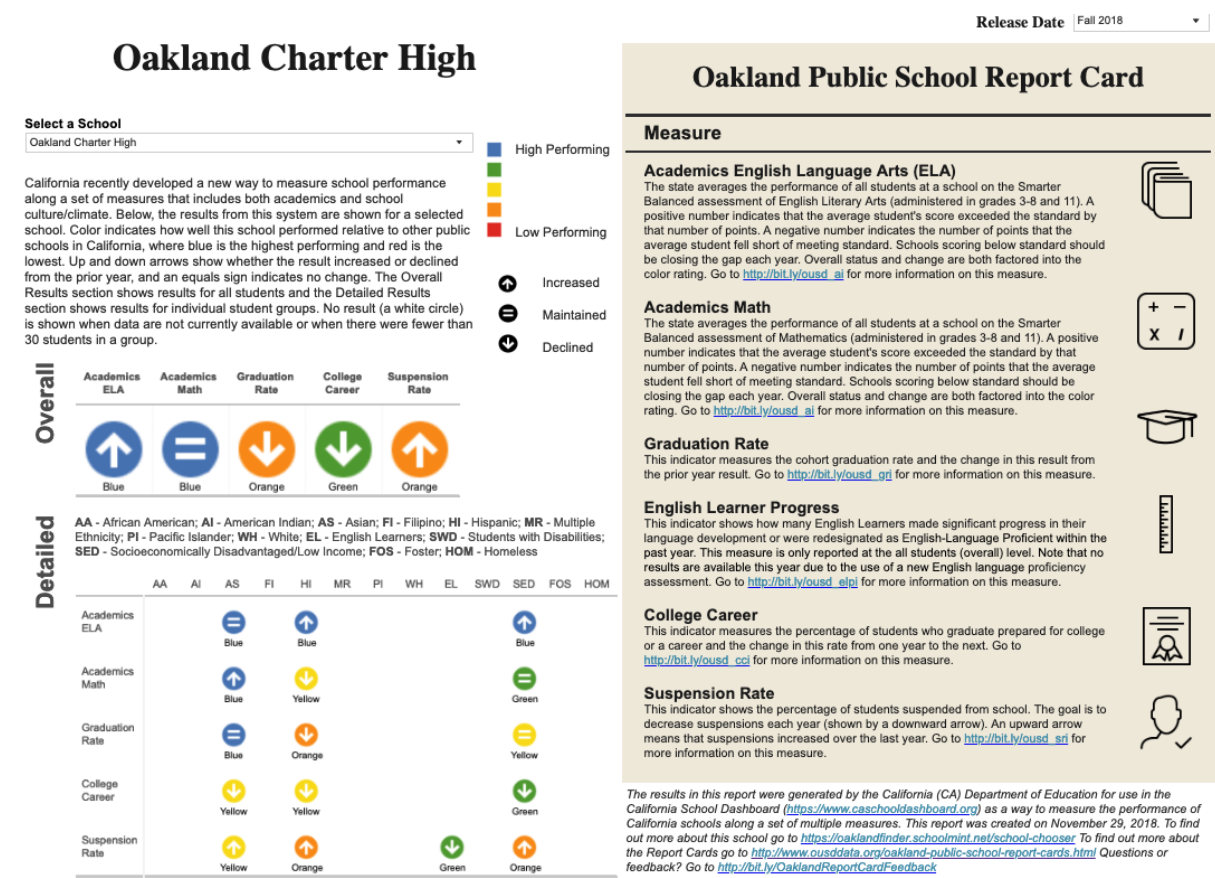 Release Date Fall 2018
Oakland Charter High
Select a School
Oakland Charter High
High Performing
Low Performing
California recently developed a new way to measure school performance
along a set of measures that includes both academics and school
culture/climate. Below, the results from this system are shown for a selected
school. Color indicates how well this school performed relative to other public
schools in California, where blue is the highest performing and red is the
lowest. Up and down arrows show whether the result increased or declined
from the prior year, and an equals sign indicates no change. The Overall
Results section shows results for all students and the Detailed Results
section shows results for individual student groups. No result (a white circle)
is shown when data are not currently available or when there were fewer than
30 students in a group.
Increased
Maintained
Declined
Overall
Academics Academics Graduation College Suspension
ELA Math Rate Career Rate
Blue Blue Orange Green Orange
Detailed
AA - African American; AI - American Indian; AS - Asian; FI - Filipino; HI - Hispanic; MR - Multiple
Ethnicity; PI - Pacific Islander; WH - White; EL - English Learners; SWD - Students with Disabilities;
SED - Socioeconomically Disadvantaged/Low Income; FOS - Foster; HOM - Homeless
AA AI AS FI HI MR PI WH EL SWD SED FOS HOM
Academics
ELA
Blue Blue Blue
Academics
Math
Blue Yellow Green
Graduation
Rate
Blue Orange Yellow
College
Career
Yellow Yellow Green
Suspension
Rate
Yellow Orange Green Orange
Oakland Public School Report Card
Measure
Academics English Language Arts (ELA)
The state averages the performance of all students at a school on the Smarter
Balanced assessment of English Literary Arts (administered in grades 3-8 and 11). A
positive number indicates that the average student's score exceeded the standard by
that number of points. A negative number indicates the number of points that the
average student fell short of meeting standard. Schools scoring below standard should
be closing the gap each year. Overall status and change are both factored into the
color rating. Go to http://bit.ly/ousd_ai for more information on this measure.
Academics Math
The state averages the performance of all students at a school on the Smarter
Balanced assessment of Mathematics (administered in grades 3-8 and 11). A positive
number indicates that the average student's score exceeded the standard by that
number of points. A negative number indicates the number of points that the average
student fell short of meeting standard. Schools scoring below standard should be
closing the gap each year. Overall status and change are both factored into the color
rating. Go to http://bit.ly/ousd_ai for more information on this measure.
+ −
X /
Graduation Rate
This indicator measures the cohort graduation rate and the change in this result from
the prior year result. Go to http://bit.ly/ousd_gri for more information on this measure.
English Learner Progress
This indicator shows how many English Learners made significant progress in their
language development or were redesignated as English-Language Proficient within the
past year. This measure is only reported at the all students (overall) level. Note that no
results are available this year due to the use of a new English language proficiency
assessment. Go to http://bit.ly/ousd_elpi for more information on this measure.
College Career
This indicator measures the percentage of students who graduate prepared for college
or a career and the change in this rate from one year to the next. Go to
http://bit.ly/ousd_cci for more information on this measure.
Suspension Rate
This indicator shows the percentage of students suspended from school. The goal is to
decrease suspensions each year (shown by a downward arrow). An upward arrow
means that suspensions increased over the last year. Go to http://bit.ly/ousd_sri for
more information on this measure.
The results in this report were generated by the California (CA) Department of Education for use in the
California School Dashboard (https://www.caschooldashboard.org) as a way to measure the performance of
California schools along a set of multiple measures. This report was created on November 29, 2018. To find
out more about this school go to https://oaklandfinder.schoolmint.net/school-chooser To find out more about
the Report Cards go to http://www.ousddata.org/oakland-public-school-report-cards.html Questions or
feedback? Go to http://bit.ly/OaklandReportCardFeedback